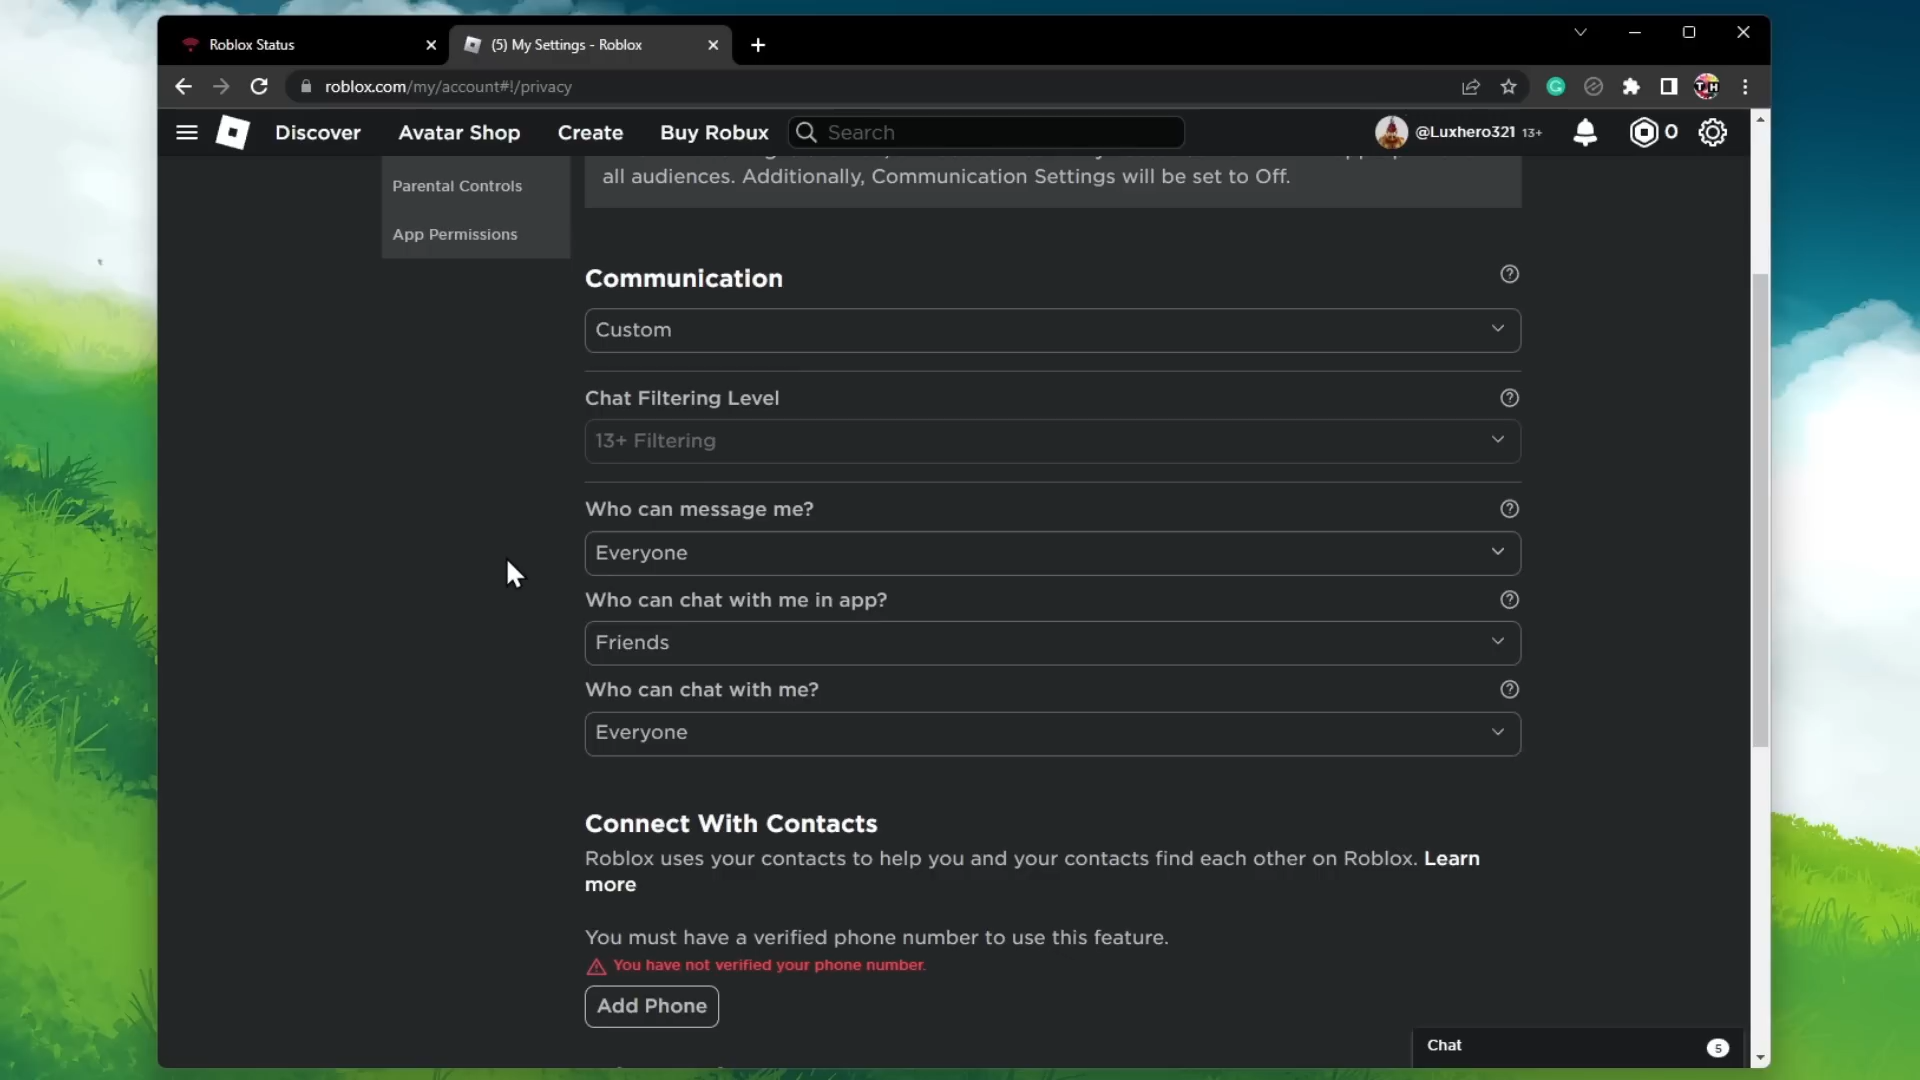 Roblox Status
(5) My Settings - Roblox
roblox.com/my/account#!/privacy
Discover
Avatar Shop
Create
Buy Robux
Search
@Luxhero321 13+
0
Parental Controls
App Permissions
all audiences. Additionally, Communication Settings will be set to Off.
Communication
Custom
Chat Filtering Level
13+ Filtering
Who can message me?
Everyone
Who can chat with me in app?
Friends
Who can chat with me?
Everyone
Connect With Contacts
Roblox uses your contacts to help you and your contacts find each other on Roblox. Learn
more
You must have a verified phone number to use this feature.
You have not verified your phone number.
Add Phone
Chat
5